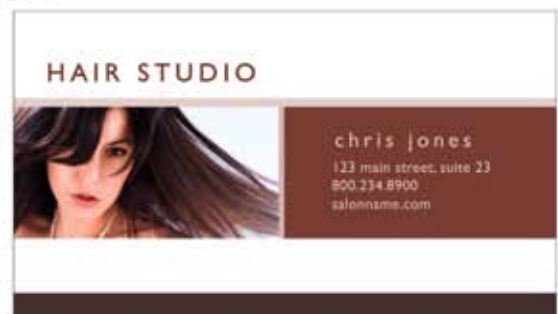 HAIR STUDIO
chris jones
123 main street, suite 23
800.234.8900
salonname.com